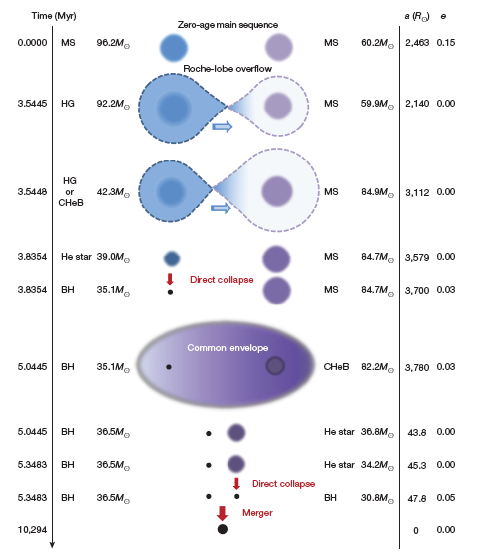 Time (Myr) a (R☉) e
Zero-age main sequence
0.0000 MS 96.2M☉ MS 60.2M☉ 2,463 0.15
Roche-lobe overflow
3.5445 HG 92.2M☉ MS 59.9M☉ 2,140 0.00
HG
or
CHeB
3.5448 42.3M☉ MS 84.9M☉ 3,112 0.00
3.8354 He star 39.0M☉ MS 84.7M☉ 3,579 0.00
Direct collapse
3.8354 BH 35.1M☉ MS 84.7M☉ 3,700 0.03
Common envelope
5.0445 BH 35.1M☉ CHeB 82.2M☉ 3,780 0.03
5.0445 BH 36.5M☉ He star 36.8M☉ 43.8 0.00
5.3483 BH 36.5M☉ He star 34.2M☉ 45.3 0.00
Direct collapse
5.3483 BH 36.5M☉ BH 30.8M☉ 47.8 0.05
Merger
10,294 0 0.00